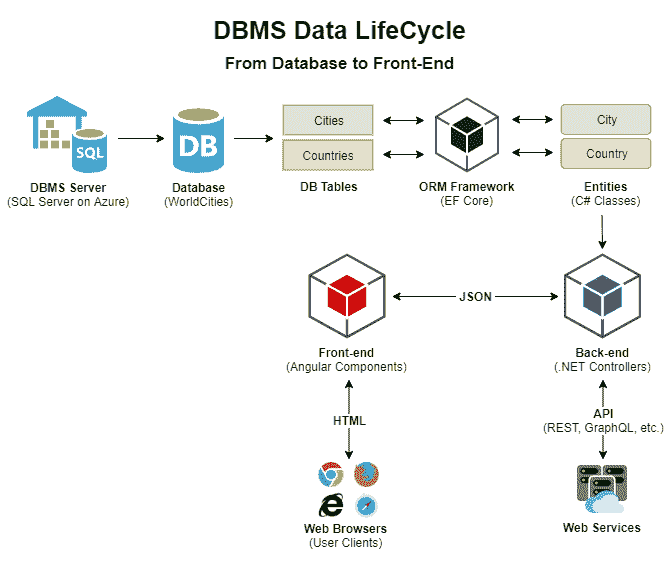 DBMS Data LifeCycle
From Database to Front-End
SQL
DB
Cities
Countries
City
Country
DBMS Server
(SQL Server on Azure)
Database
(WorldCities)
DB Tables
ORM Framework
(EF Core)
Entities
(C# Classes)
JSON
Front-end
(Angular Components)
Back-end
(.NET Controllers)
HTML
API
(REST, GraphQL, etc.)
Web Browsers
(User Clients)
Web Services